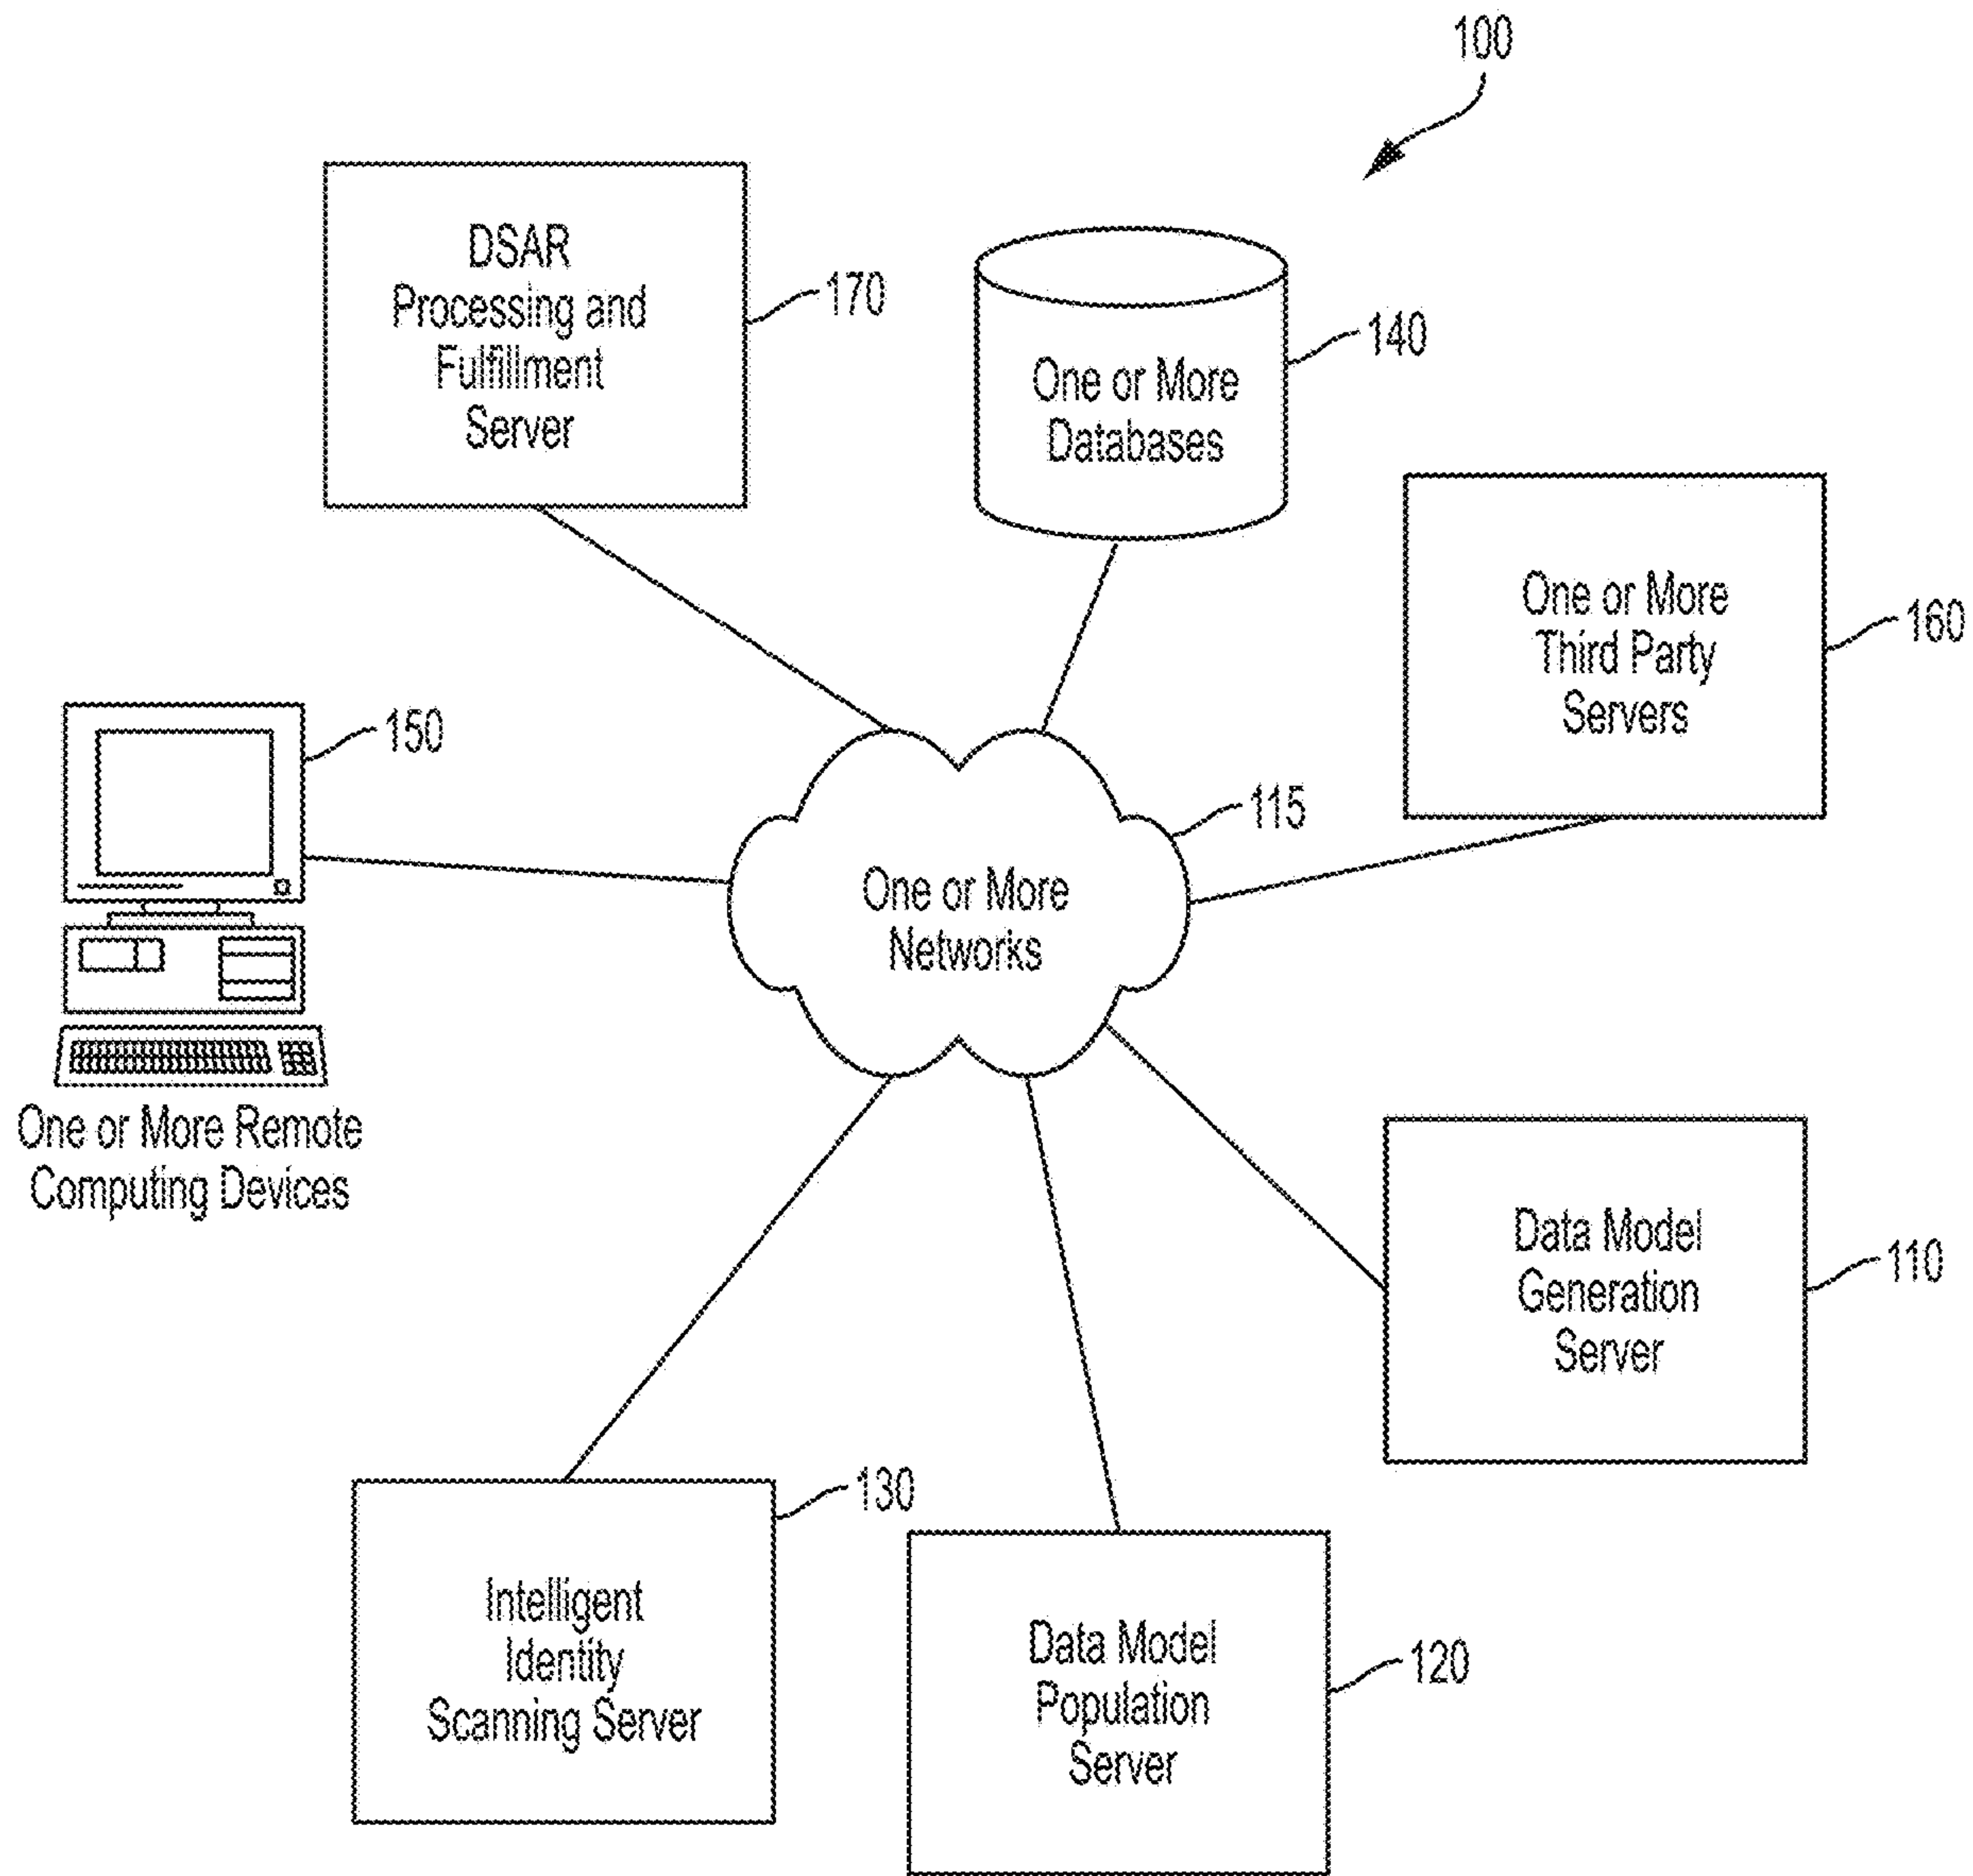 100
DSAR
Processing and
Fulfillment
Server
170
One or More
Databases
140
One or More
Third Party
Servers
160
150
One or More Remote
Computing Devices
One or More
Networks
115
Data Model
Generation
Server
110
Intelligent
Identity
Scanning Server
130
Data Model
Population
Server
120